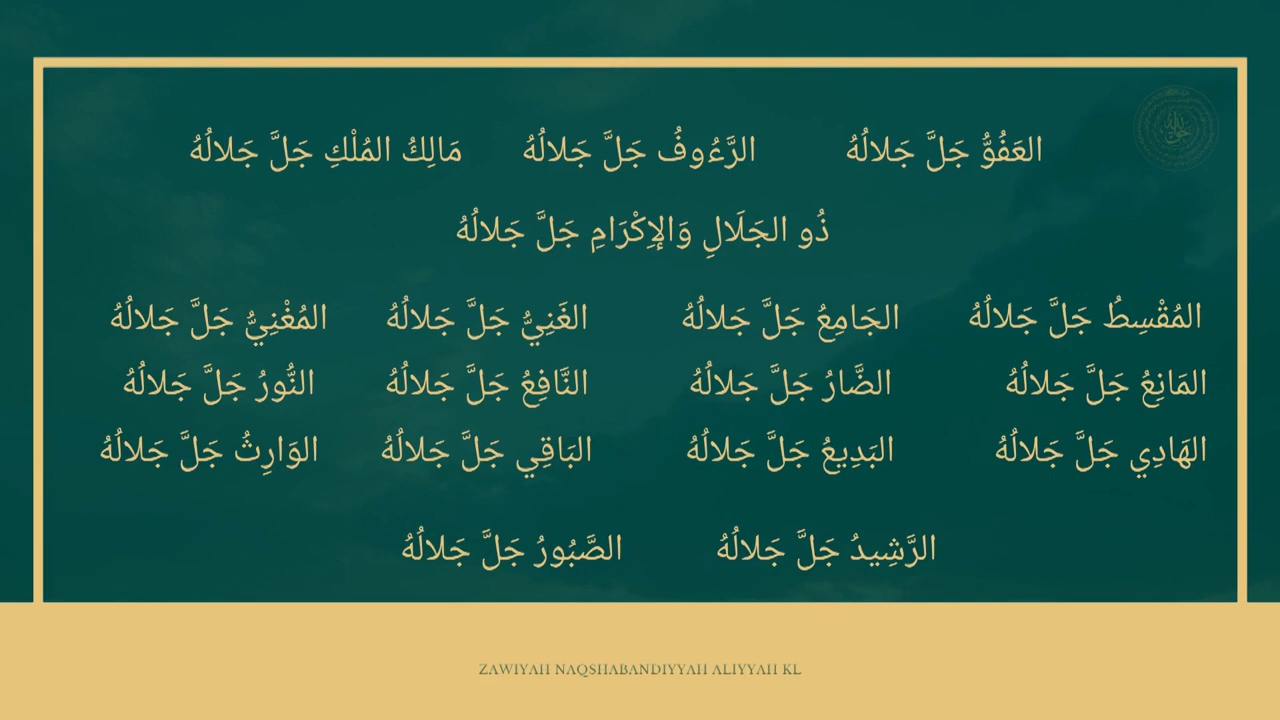 العَفُوُّ جَلَّ جَلالُهُ الرَّءُوفُ جَلَّ جَلالُهُ مَالِكُ المُلْكِ جَلَّ جَلالُهُ
ذُو الجَلَالِ وَالإِكْرَامِ جَلَّ جَلالُهُ
المُقْسِطُ جَلَّ جَلالُهُ الجَامِعُ جَلَّ جَلالُهُ الغَنِيُّ جَلَّ جَلالُهُ المُغْنِيُّ جَلَّ جَلالُهُ
المَانِعُ جَلَّ جَلالُهُ الضَّارُ جَلَّ جَلالُهُ النَّافِعُ جَلَّ جَلالُهُ النُّورُ جَلَّ جَلالُهُ
الهَادِي جَلَّ جَلالُهُ البَدِيعُ جَلَّ جَلالُهُ البَاقِي جَلَّ جَلالُهُ الوَارِثُ جَلَّ جَلالُهُ
الرَّشِيدُ جَلَّ جَلالُهُ الصَّبُورُ جَلَّ جَلالُهُ
ZAWIYAH NAQSHABANDIYYAH ALIYYAH KL